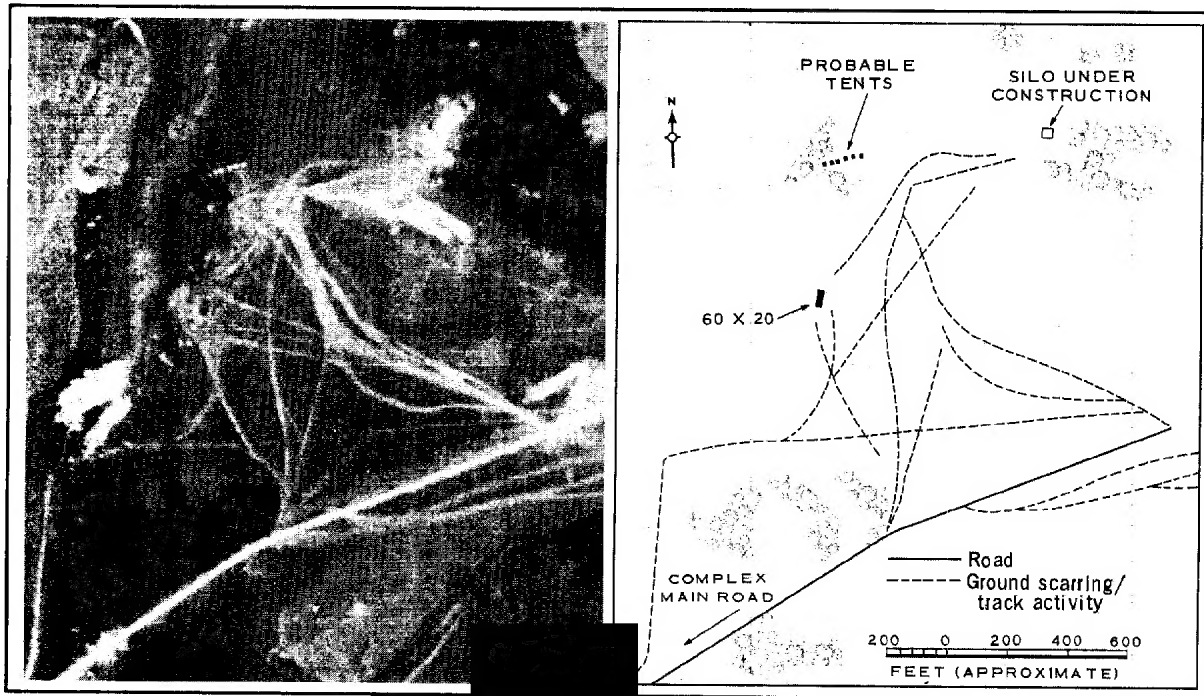 PROBABLE
TENTS
SILO UNDER
CONSTRUCTION
N
60 X 20
COMPLEX
MAIN ROAD
Road
Ground scarring/
track activity
200 0 200 400 600
FEET (APPROXIMATE)